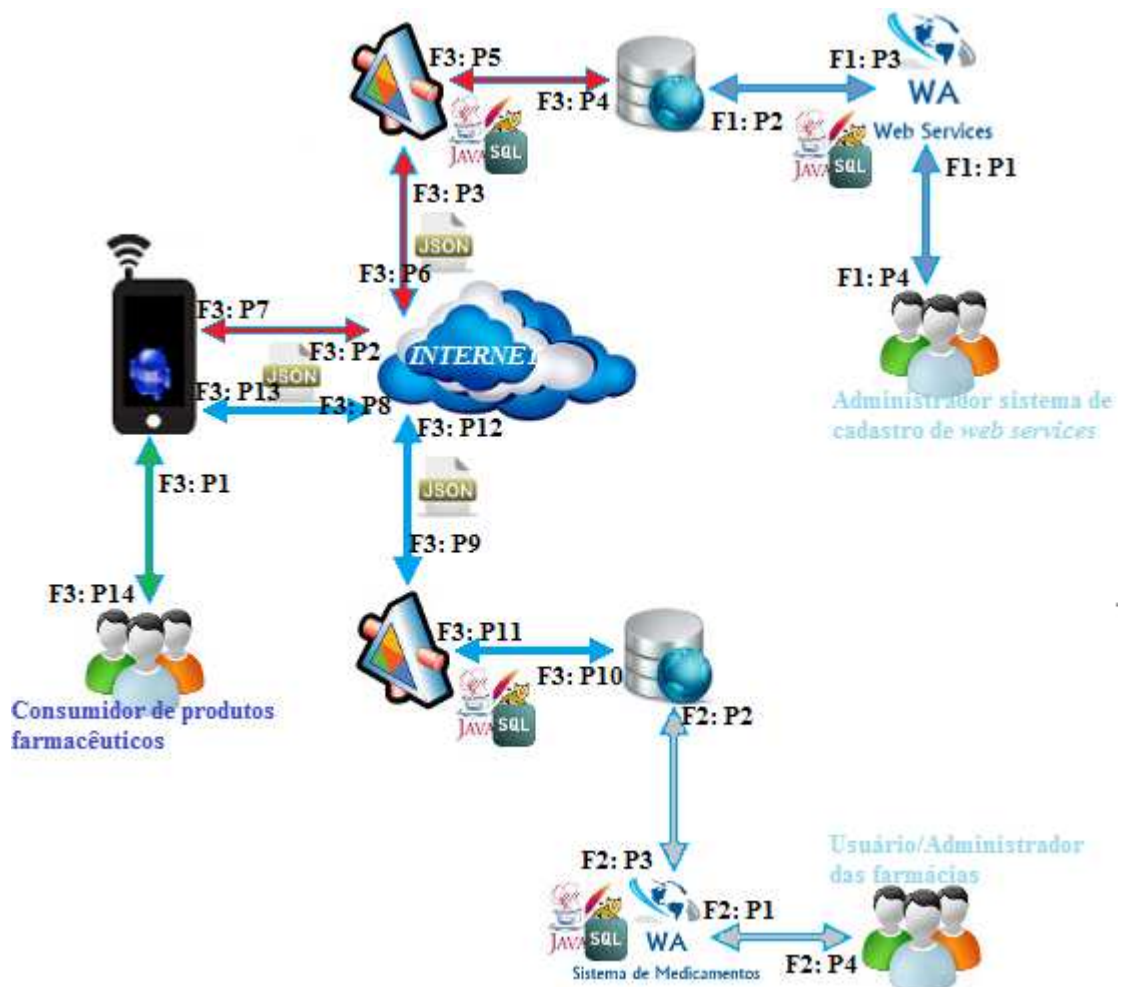 F3: P5
F3: P4
JAVA
SQL
F1: P3
F1: P2
JAVA
SQL
WA
Web Services
F1: P1
F1: P4
Administrador sistema de
cadastro de web services
F3: P3
JSON
F3: P6
F3: P7
F3: P2
INTERNET
JSON
F3: P13
F3: P8
F3: P12
JSON
F3: P1
F3: P9
F3: P14
Consumidor de produtos
farmacêuticos
F3: P11
F3: P10
JAVA
SQL
F2: P2
F2: P3
JAVA
SQL
WA
Sistema de Medicamentos
F2: P1
F2: P4
Usuário/Administrador
das farmácias